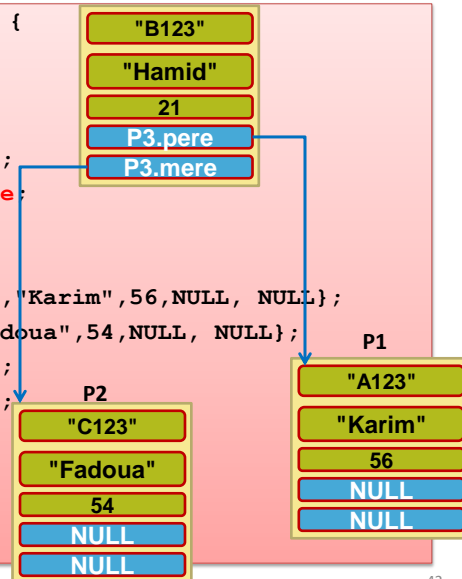 {
"B123"
"Hamid"
21
P3.pere
P3.mere
;
e;
,"Karim",56,NULL, NULL};
doua",54,NULL, NULL};
;
;
P1
"A123"
"Karim"
56
NULL
NULL
P2
"C123"
"Fadoua"
54
NULL
NULL